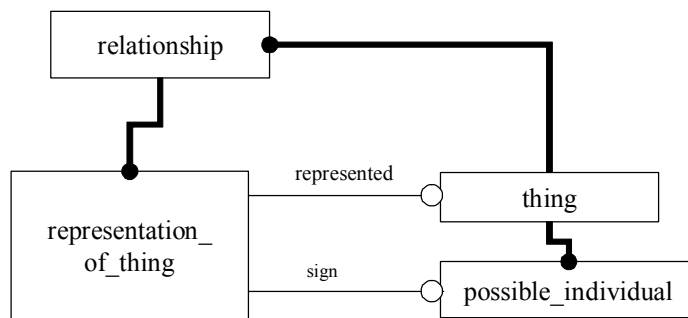 relationship
represented
thing
representation_
of_thing
sign
possible_individual